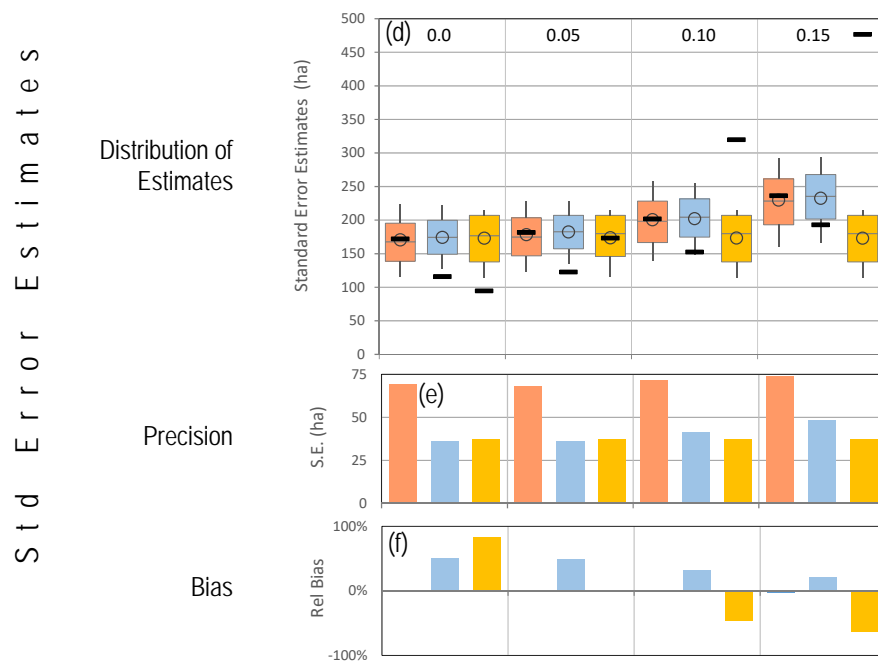 Std Error Estimates
Distribution of
Estimates
Standard Error Estimates (ha)
500
450
400
350
300
250
200
150
100
50
0
(d)
0.0
0.05
0.10
0.15
Precision
S.E. (ha)
75
50
25
0
(e)
Bias
Rel Bias
100%
0%
-100%
(f)